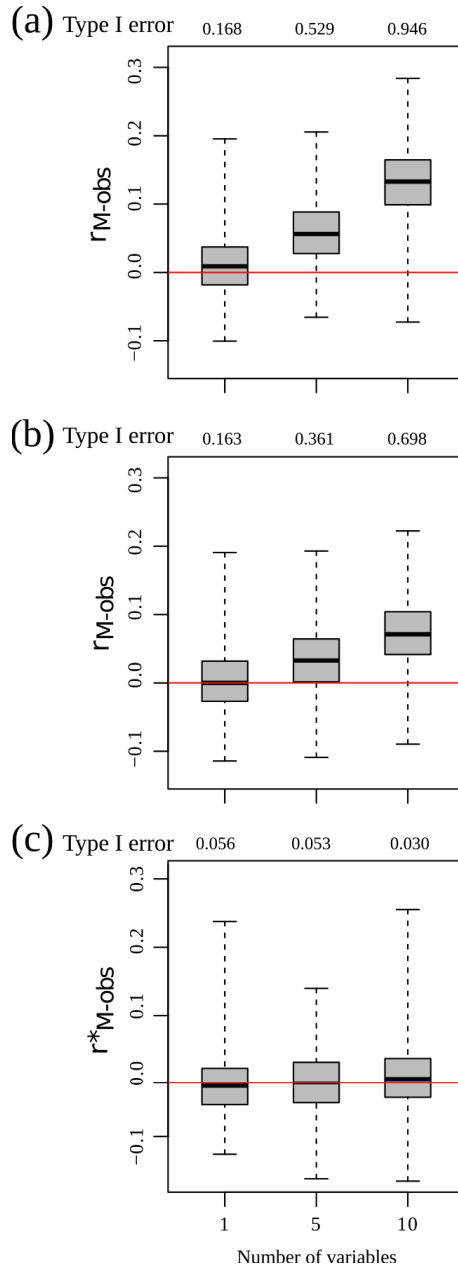 (a) Type I error 0.168 0.529 0.946
0.3
0.2
0.1
0.0
−0.1
rM-obs
(b) Type I error 0.163 0.361 0.698
0.3
0.2
0.1
0.0
−0.1
rM-obs
(c) Type I error 0.056 0.053 0.030
0.3
0.2
0.1
0.0
−0.1
r*M-obs
1 5 10
Number of variables